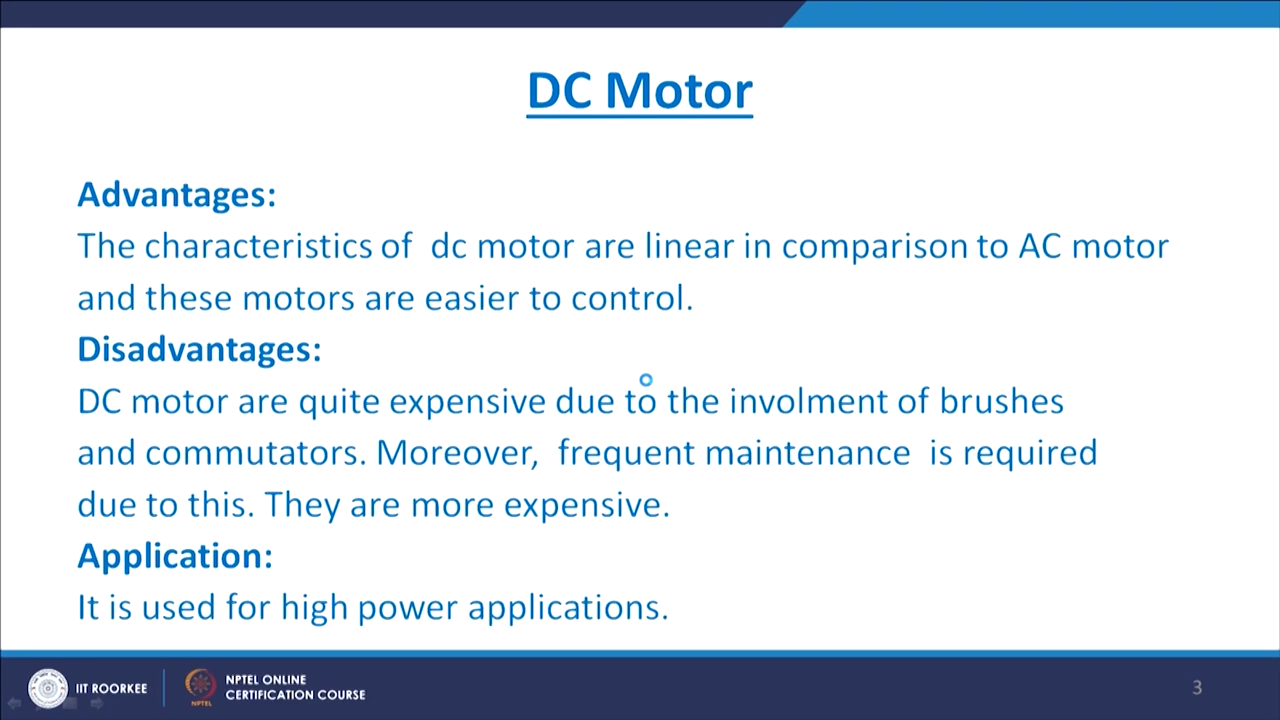 DC Motor
Advantages:
The characteristics of dc motor are linear in comparison to AC motor
and these motors are easier to control.
Disadvantages:
DC motor are quite expensive due to the involment of brushes
and commutators. Moreover, frequent maintenance is required
due to this. They are more expensive.
Application:
It is used for high power applications.
IIT ROORKEE
NPTEL
NPTEL ONLINE
CERTIFICATION COURSE
3